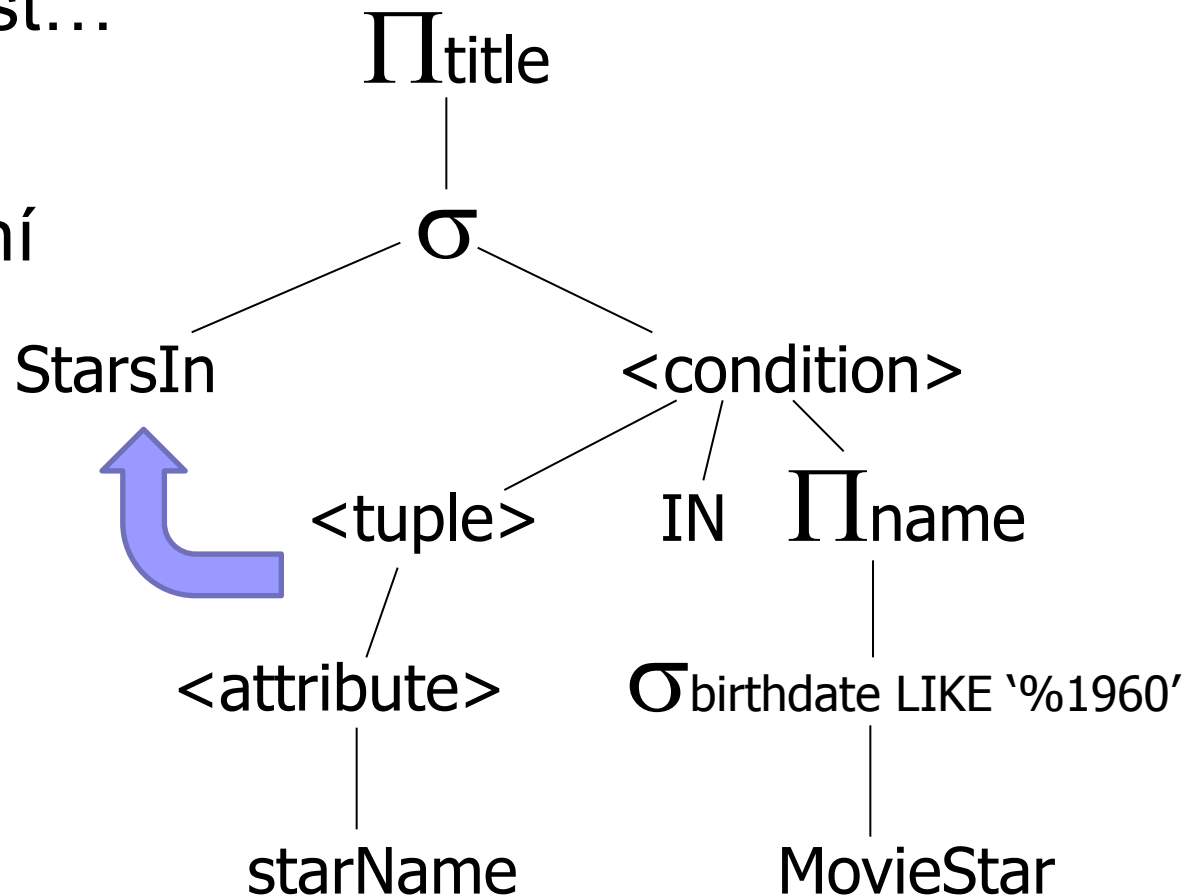 st…
Πtitle
σ
ní
StarsIn
<condition>
<tuple>
IN
Πname
<attribute>
σbirthdate LIKE ‘%1960’
starName
MovieStar